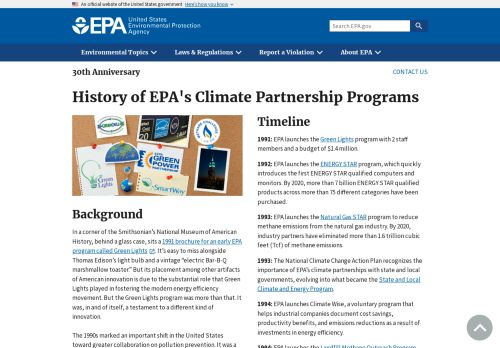 An official website of the United States government Here's how you know
EPA United States
Environmental Protection
Agency
Search EPA.gov
Environmental Topics Laws & Regulations Report a Violation About EPA
30th Anniversary CONTACT US
History of EPA's Climate Partnership Programs
Green Lights
EPA
GREEN
POWER
PARTNERSHIP
SmartWay
Background
In a corner of the Smithsonian's National Museum of American
History, behind a glass case, sits a 1991 brochure for an early EPA
program called Green Lights . It's easy to miss alongside
Thomas Edison's light bulb and a vintage "electric Bar-B-Q
marshmallow toaster." But its placement among other artifacts
of American innovation is due to the substantial role that Green
Lights played in fostering the modern energy efficiency
movement. But the Green Lights program was more than that. It
was, in and of itself, a testament to a different kind of
innovation.
The 1990s marked an important shift in the United States
toward greater collaboration on pollution prevention. It was a
Timeline
1991: EPA launches the Green Lights program with 2 staff
members and a budget of $1.4 million.
1992: EPA launches the ENERGY STAR program, which quickly
introduces the first ENERGY STAR qualified computers and
monitors. By 2020, more than 7 billion ENERGY STAR qualified
products across more than 75 different categories have been
purchased.
1993: EPA launches the Natural Gas STAR program to reduce
methane emissions from the natural gas industry. By 2020,
industry partners have eliminated more than 1.6 trillion cubic
feet (Tcf) of methane emissions.
1993: The National Climate Change Action Plan recognizes the
importance of EPA's climate partnerships with state and local
governments, evolving into what became the State and Local
Climate and Energy Program.
1994: EPA launches Climate Wise, a voluntary program that
helps industrial companies document cost savings,
productivity benefits, and emissions reductions as a result of
investments in energy efficiency.
1994: EPA launches the Landfill Methane Outreach Program